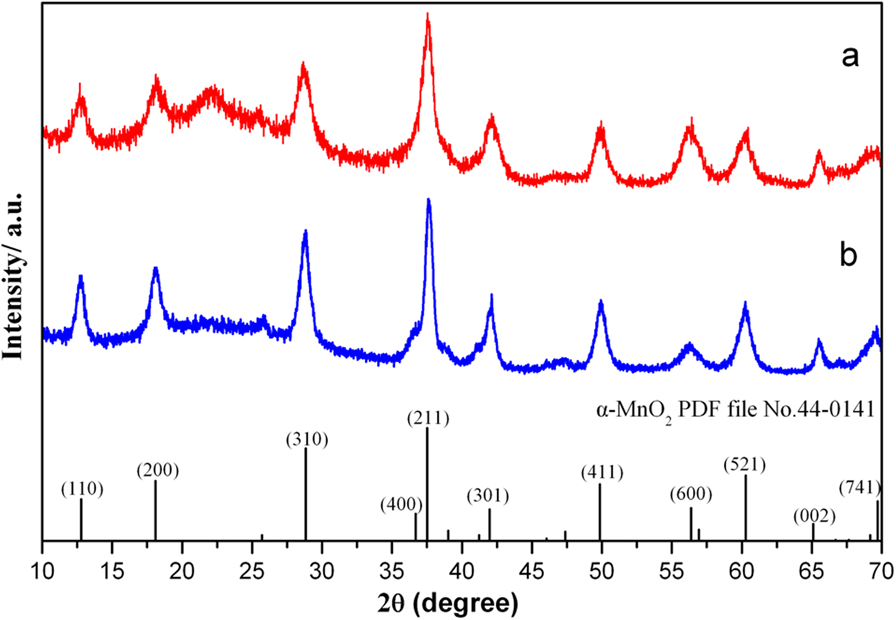 a
b
Intensity/ a.u.
α-MnO₂ PDF file No.44-0141
(110)
(200)
(310)
(400)
(211)
(301)
(411)
(600)
(521)
(002)
(741)
10 15 20 25 30 35 40 45 50 55 60 65 70
2θ (degree)